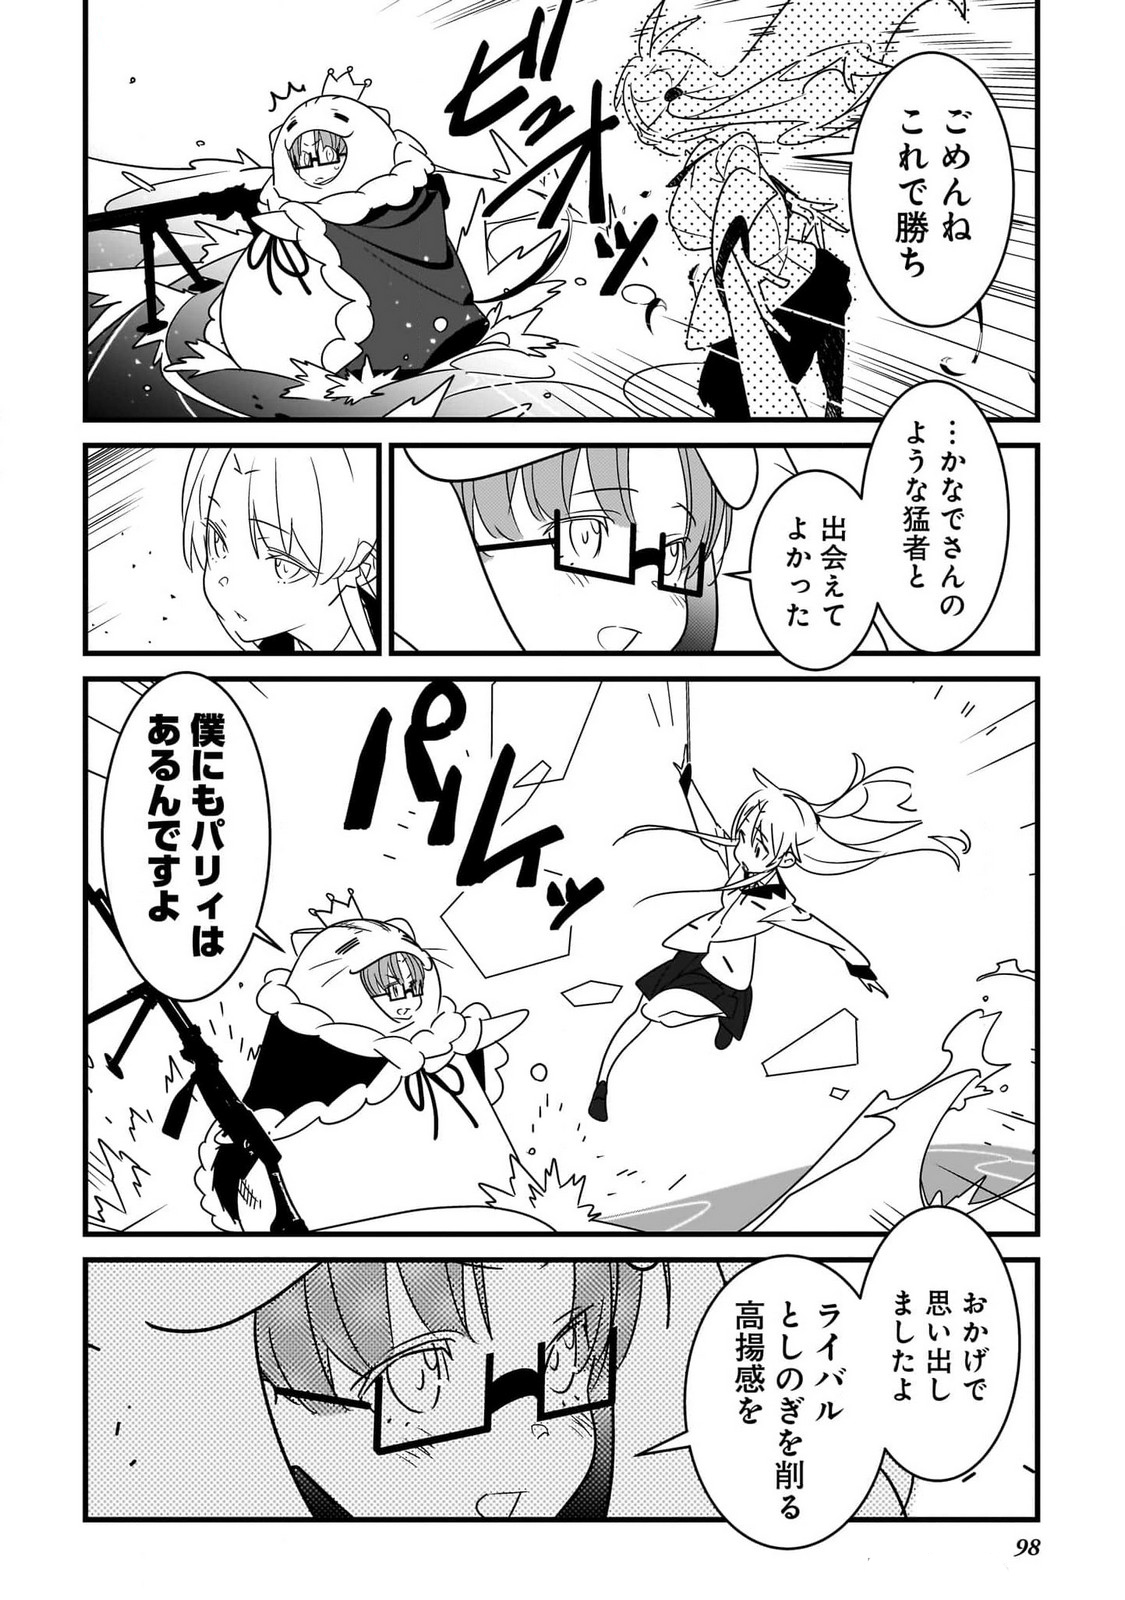 ごめんね
これで勝ち
ビュオォッ
…かなでさんの
ような猛者と
出会えて
よかった
パリィッ
僕にもパリィは
あるんですよ
おかげで
思い出し
ましたよ
ライバル
としのぎを削る
高揚感を
98